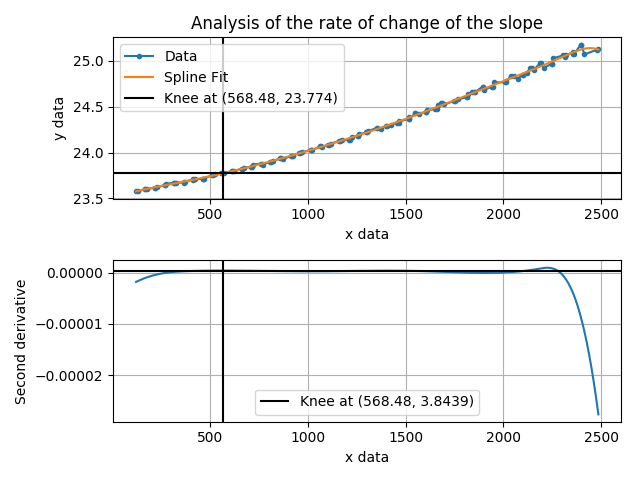 Analysis of the rate of change of the slope
Data
Spline Fit
Knee at (568.48, 23.774)
25.0
24.5
24.0
23.5
y data
500
1000
1500
2000
2500
x data
0.00000
−0.00001
−0.00002
Second derivative
Knee at (568.48, 3.8439)
500
1000
1500
2000
2500
x data